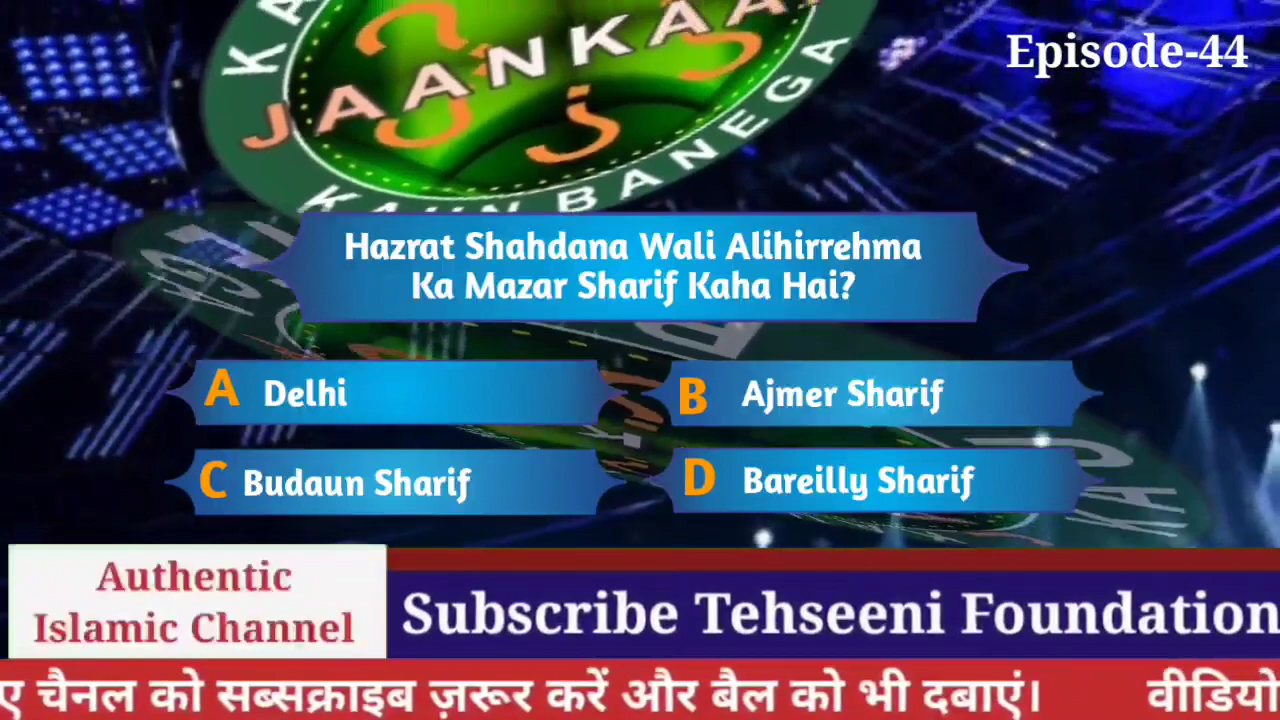 Episode-44
KA
JAANKAAR
KAUN BANEGA
Hazrat Shahdana Wali Alihirrehma
Ka Mazar Sharif Kaha Hai?
A Delhi
B Ajmer Sharif
C Budaun Sharif
D Bareilly Sharif
Authentic
Islamic Channel
Subscribe Tehseeni Foundation
ए चैनल को सब्सक्राइब ज़रूर करें और बैल को भी दबाएं। वीडियो